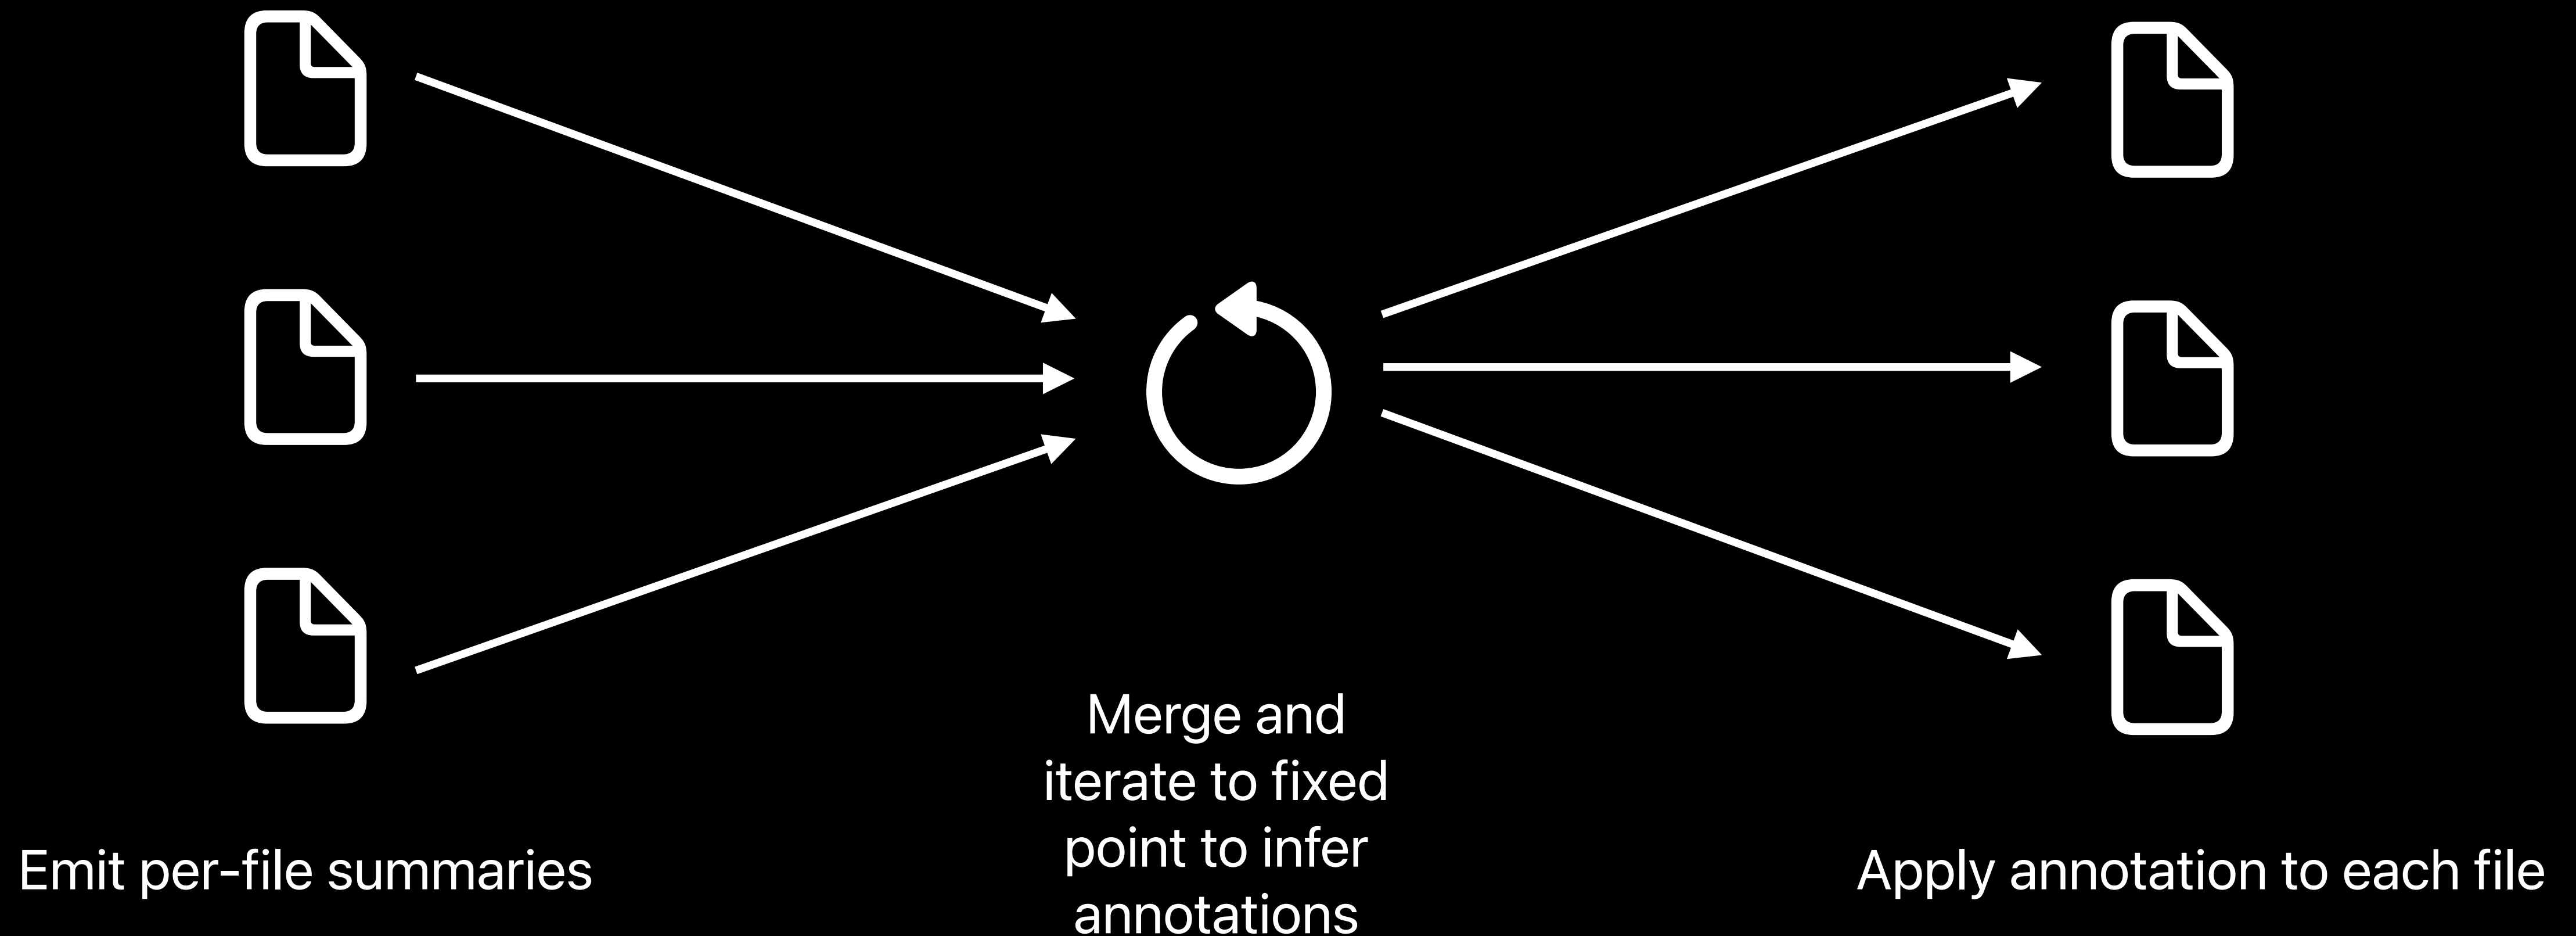 Emit per-file summaries
Merge and
iterate to fixed
point to infer
annotations
Apply annotation to each file